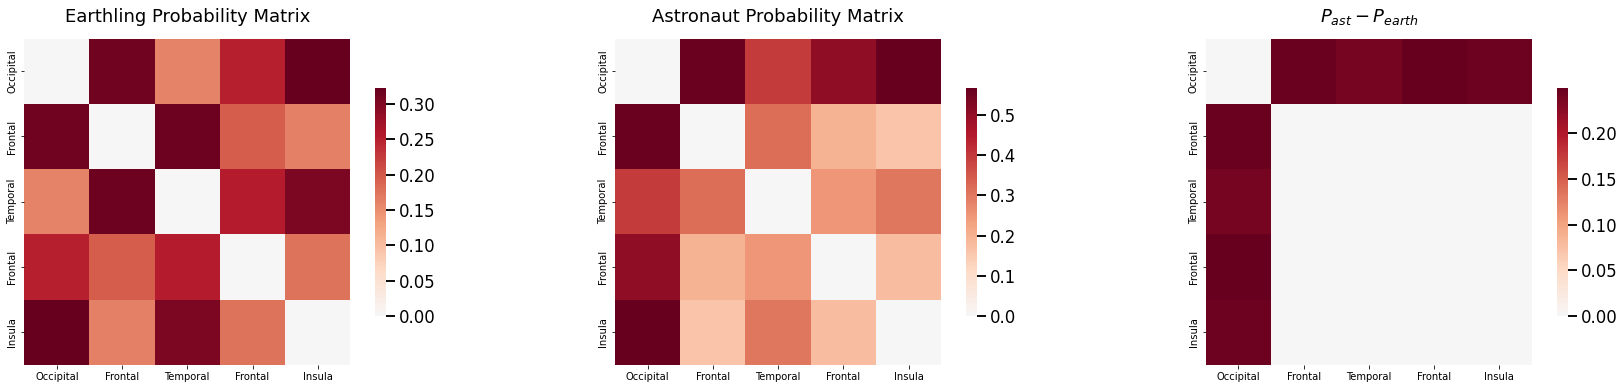 Earthling Probability Matrix
Occipital
Frontal
Temporal
Frontal
Insula
Occipital Frontal Temporal Frontal Insula
0.30
0.25
0.20
0.15
0.10
0.05
0.00
Astronaut Probability Matrix
Occipital
Frontal
Temporal
Frontal
Insula
Occipital Frontal Temporal Frontal Insula
0.5
0.4
0.3
0.2
0.1
0.0
P_ast − P_earth
Occipital
Frontal
Temporal
Frontal
Insula
Occipital Frontal Temporal Frontal Insula
0.20
0.15
0.10
0.05
0.00